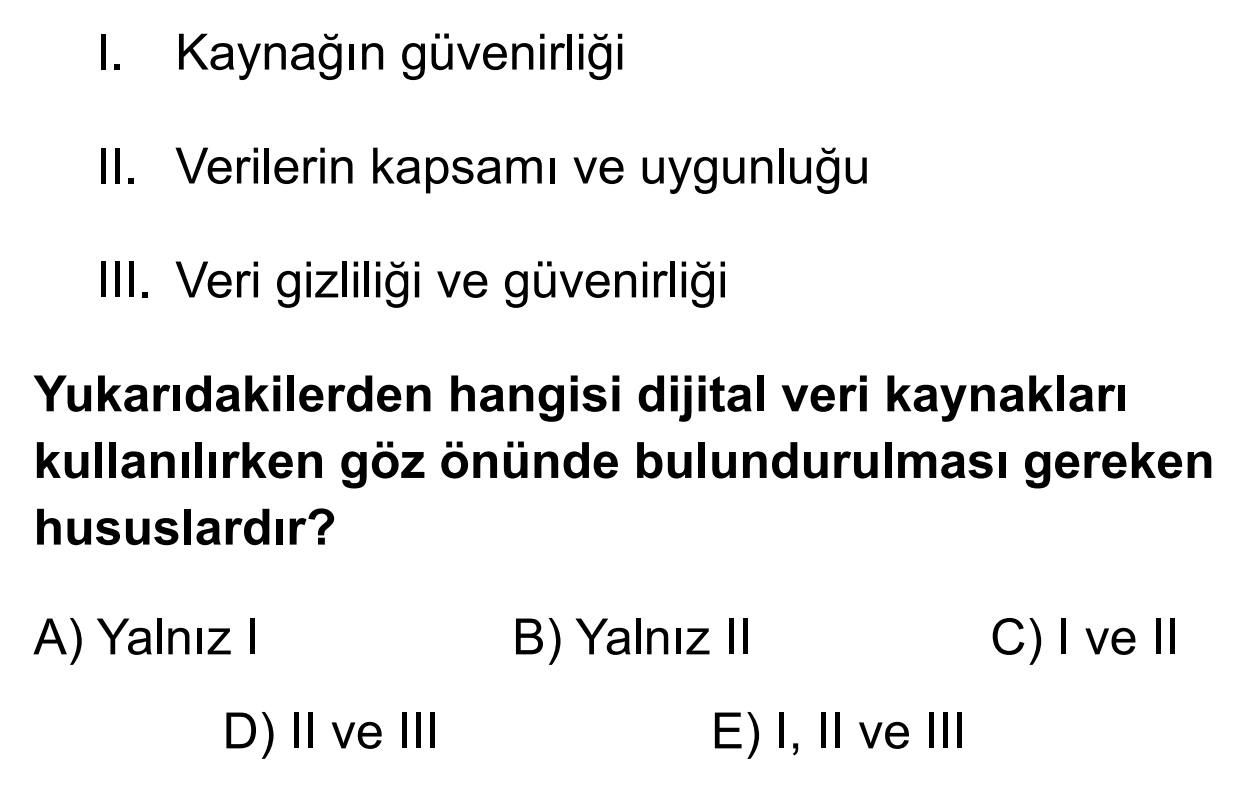 I. Kaynağın güvenirliği
II. Verilerin kapsamı ve uygunluğu
III. Veri gizliliği ve güvenirliği
Yukarıdakilerden hangisi dijital veri kaynakları
kullanılırken göz önünde bulundurulması gereken
hususlardır?
A) Yalnız I B) Yalnız II C) I ve II
D) II ve III E) I, II ve III